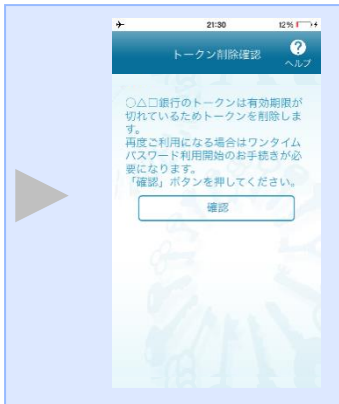 21:30
12%
トークン削除確認
?
ヘルプ
○△□銀行のトークンは有効期限が
切れているためトークンを削除しま
す。
再度ご利用になる場合はワンタイム
パスワード利用開始のお手続きが必
要になります。
「確認」ボタンを押してください。
確認